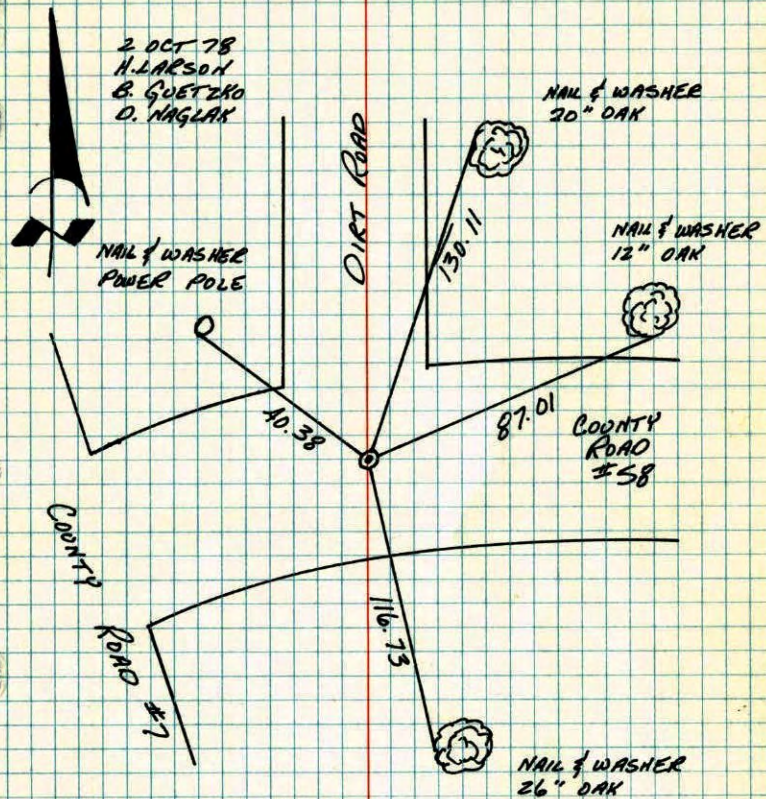 2 OCT 78
H. LARSON
B. GUETZKO
D. NAGLAK
NAIL & WASHER
20" OAK
DIRT ROAD
NAIL & WASHER
POWER POLE
NAIL & WASHER
12" OAK
130.11
40.38
87.01
COUNTY
ROAD
#58
COUNTY
ROAD #7
116.73
NAIL & WASHER
26" OAK